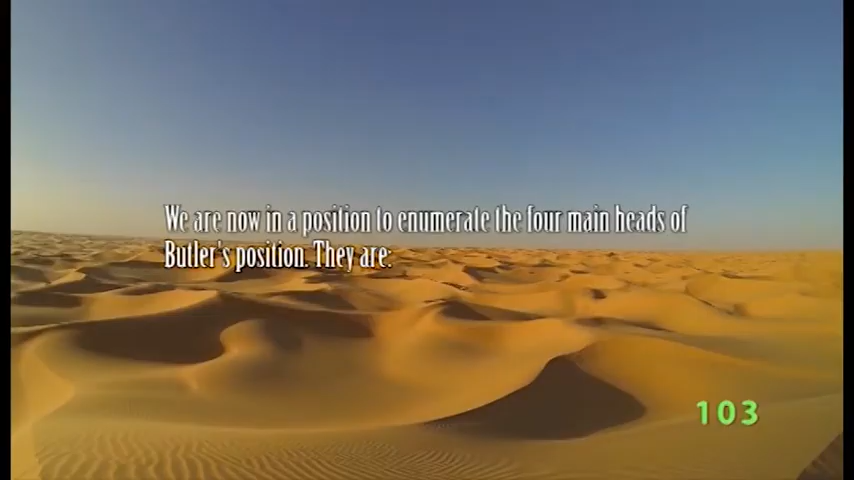 We are now in a position to enumerate the four main heads of
Butler's position. They are:
103